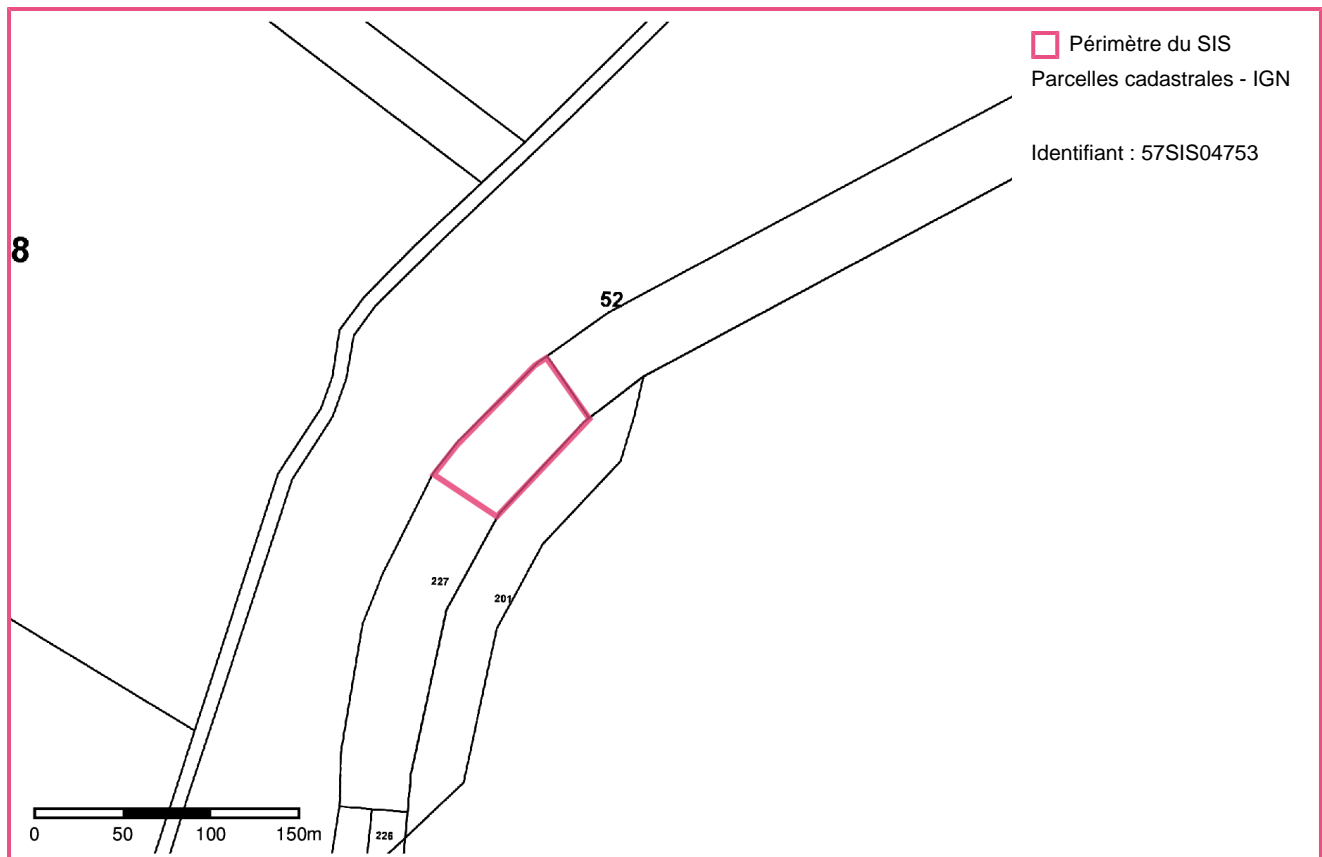 Périmètre du SIS
Parcelles cadastrales - IGN
Identifiant : 57SIS04753
8
52
227
201
226
0 50 100 150m